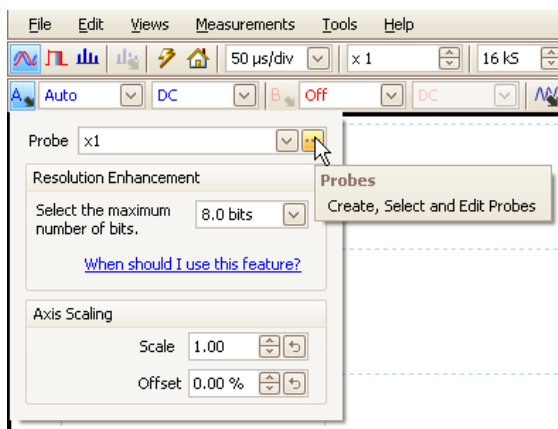 File Edit Views Measurements Tools Help
50 µs/div x 1 16 kS
A Auto DC B Off DC
Probe x1
Resolution Enhancement
Probes
Create, Select and Edit Probes
Select the maximum
number of bits.
8.0 bits
When should I use this feature?
Axis Scaling
Scale 1.00
Offset 0.00 %